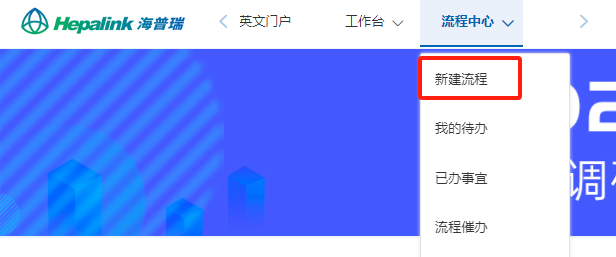 Hepalink 海普瑞 英文门户 工作台 流程中心
新建流程
我的待办
已办事宜
流程催办
调